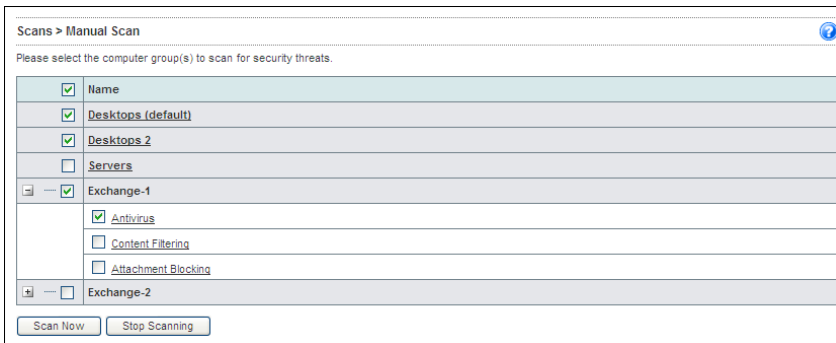 Scans > Manual Scan
?
Please select the computer group(s) to scan for security threats.
Name
Desktops (default)
Desktops 2
Servers
Exchange-1
Antivirus
Content Filtering
Attachment Blocking
Exchange-2
Scan Now Stop Scanning